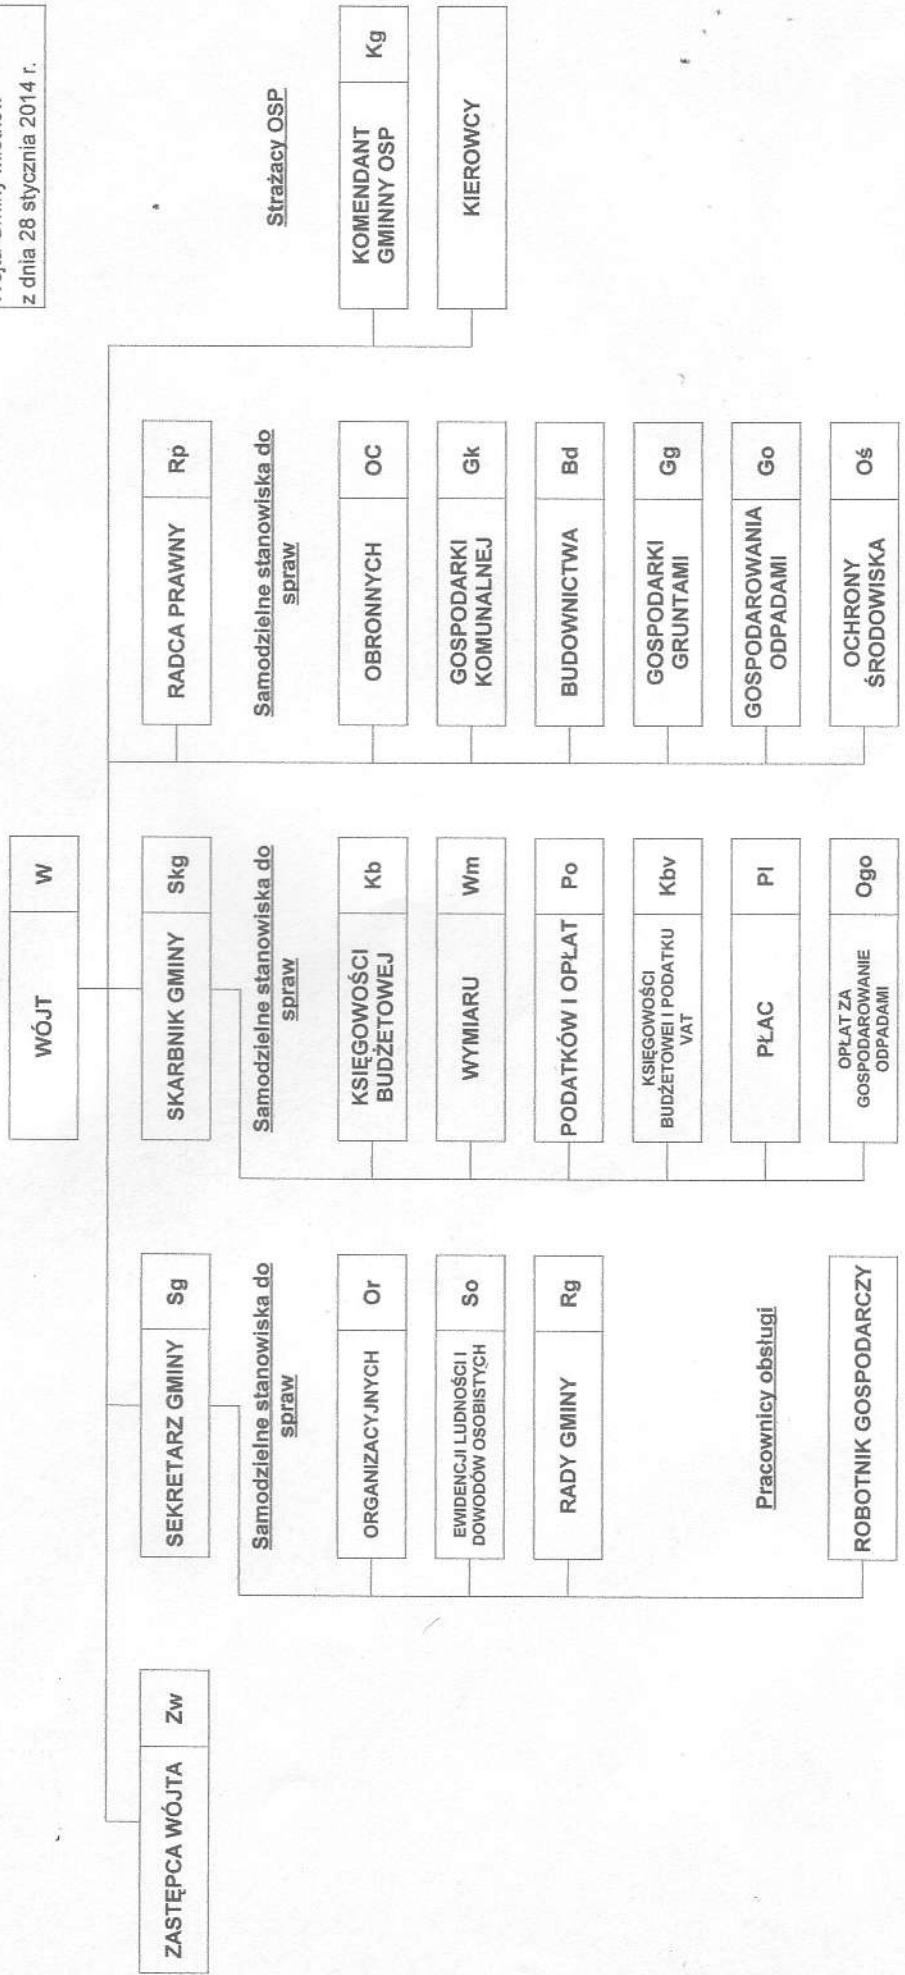 z dnia 28 stycznia 2014 r.
WÓJT W
ZASTĘPCA WÓJTA Zw
SEKRETARZ GMINY Sg
Samodzielne stanowiska do
spraw
ORGANIZACYJNYCH Or
EWIDENCJI LUDNOŚCI I
DOWODÓW OSOBISTYCH
So
RADY GMINY Rg
Pracownicy obsługi
ROBOTNIK GOSPODARCZY
SKARBNIK GMINY Skg
Samodzielne stanowiska do
spraw
KSIĘGOWOŚCI
BUDŻETOWEJ
Kb
WYMIARU Wm
PODATKÓW I OPŁAT Po
KSIĘGOWOŚCI
BUDŻETOWEI I PODATKU
VAT
Kbv
PŁAC Pl
OPŁAT ZA
GOSPODAROWANIE
ODPADAMI
Ogo
RADCA PRAWNY Rp
Samodzielne stanowiska do
spraw
OBRONNYCH OC
GOSPODARKI
KOMUNALNEJ
Gk
BUDOWNICTWA Bd
GOSPODARKI
GRUNTAMI
Gg
GOSPODAROWANIA
ODPADAMI
Go
OCHRONY
ŚRODOWISKA
Oś
Strażacy OSP
KOMENDANT
GMINNY OSP
Kg
KIEROWCY